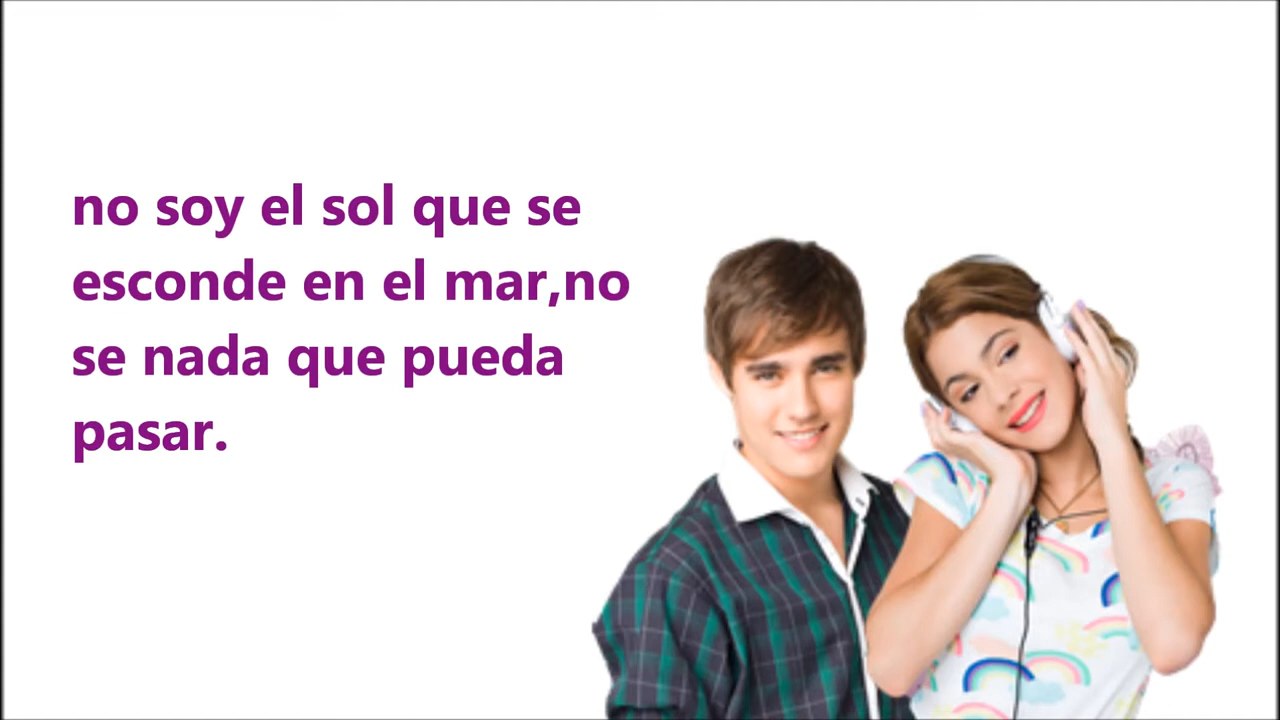 no soy el sol que se
esconde en el mar,no
se nada que pueda
pasar.